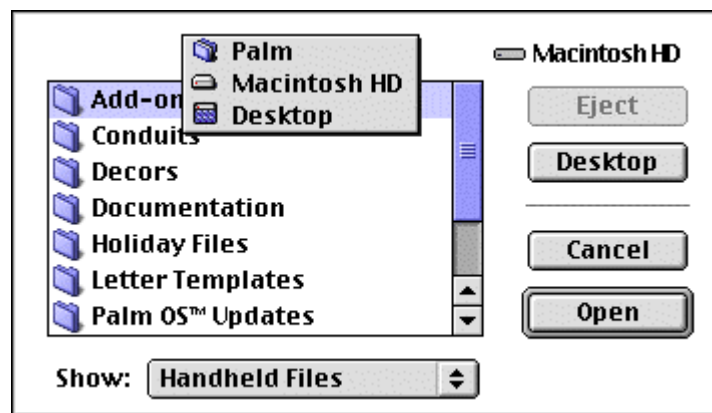 Palm
Macintosh HD
Desktop
Macintosh HD
Add-on
Conduits
Decors
Documentation
Holiday Files
Letter Templates
Palm OS™ Updates
Eject
Desktop
Cancel
Open
Show: Handheld Files